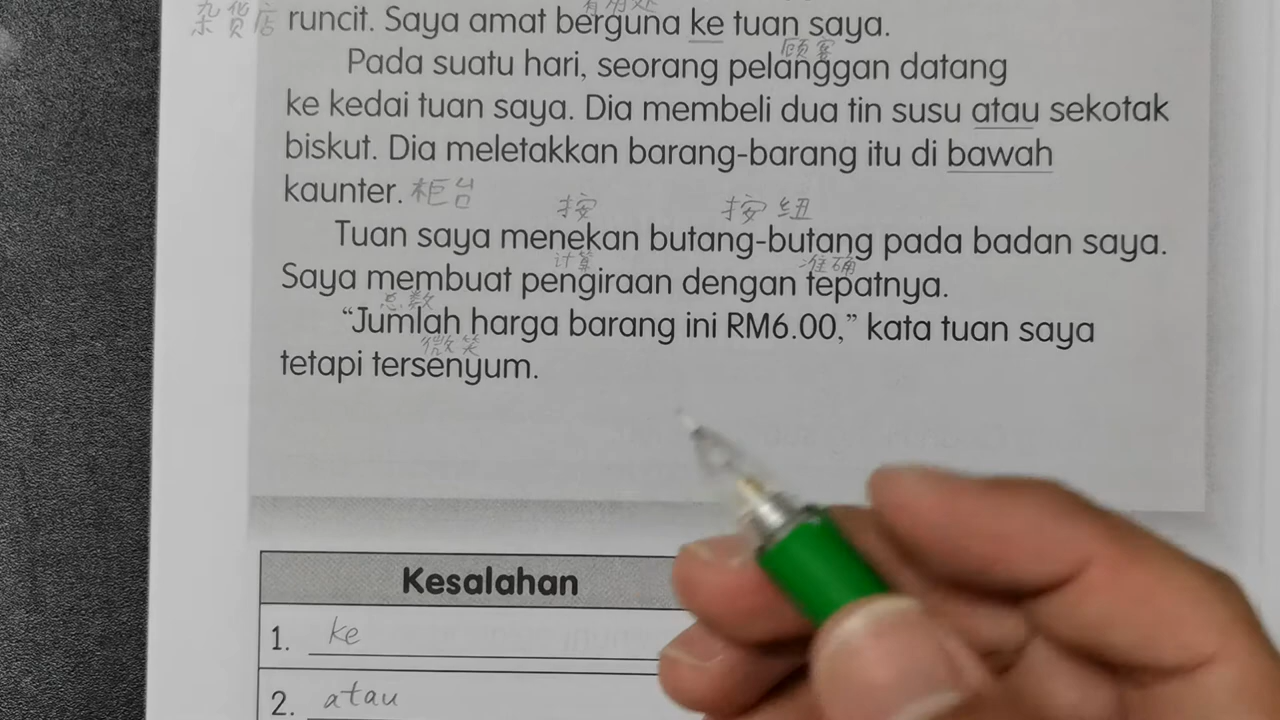 有用处
杂货店 runcit. Saya amat berguna ke tuan saya.
顾客
Pada suatu hari, seorang pelanggan datang
ke kedai tuan saya. Dia membeli dua tin susu atau sekotak
biskut. Dia meletakkan barang-barang itu di bawah
kaunter. 柜台
按 按纽
Tuan saya menekan butang-butang pada badan saya.
计算 准确
Saya membuat pengiraan dengan tepatnya.
总数
“Jumlah harga barang ini RM6.00,” kata tuan saya
微笑
tetapi tersenyum.
Kesalahan
1. ke
2. atau